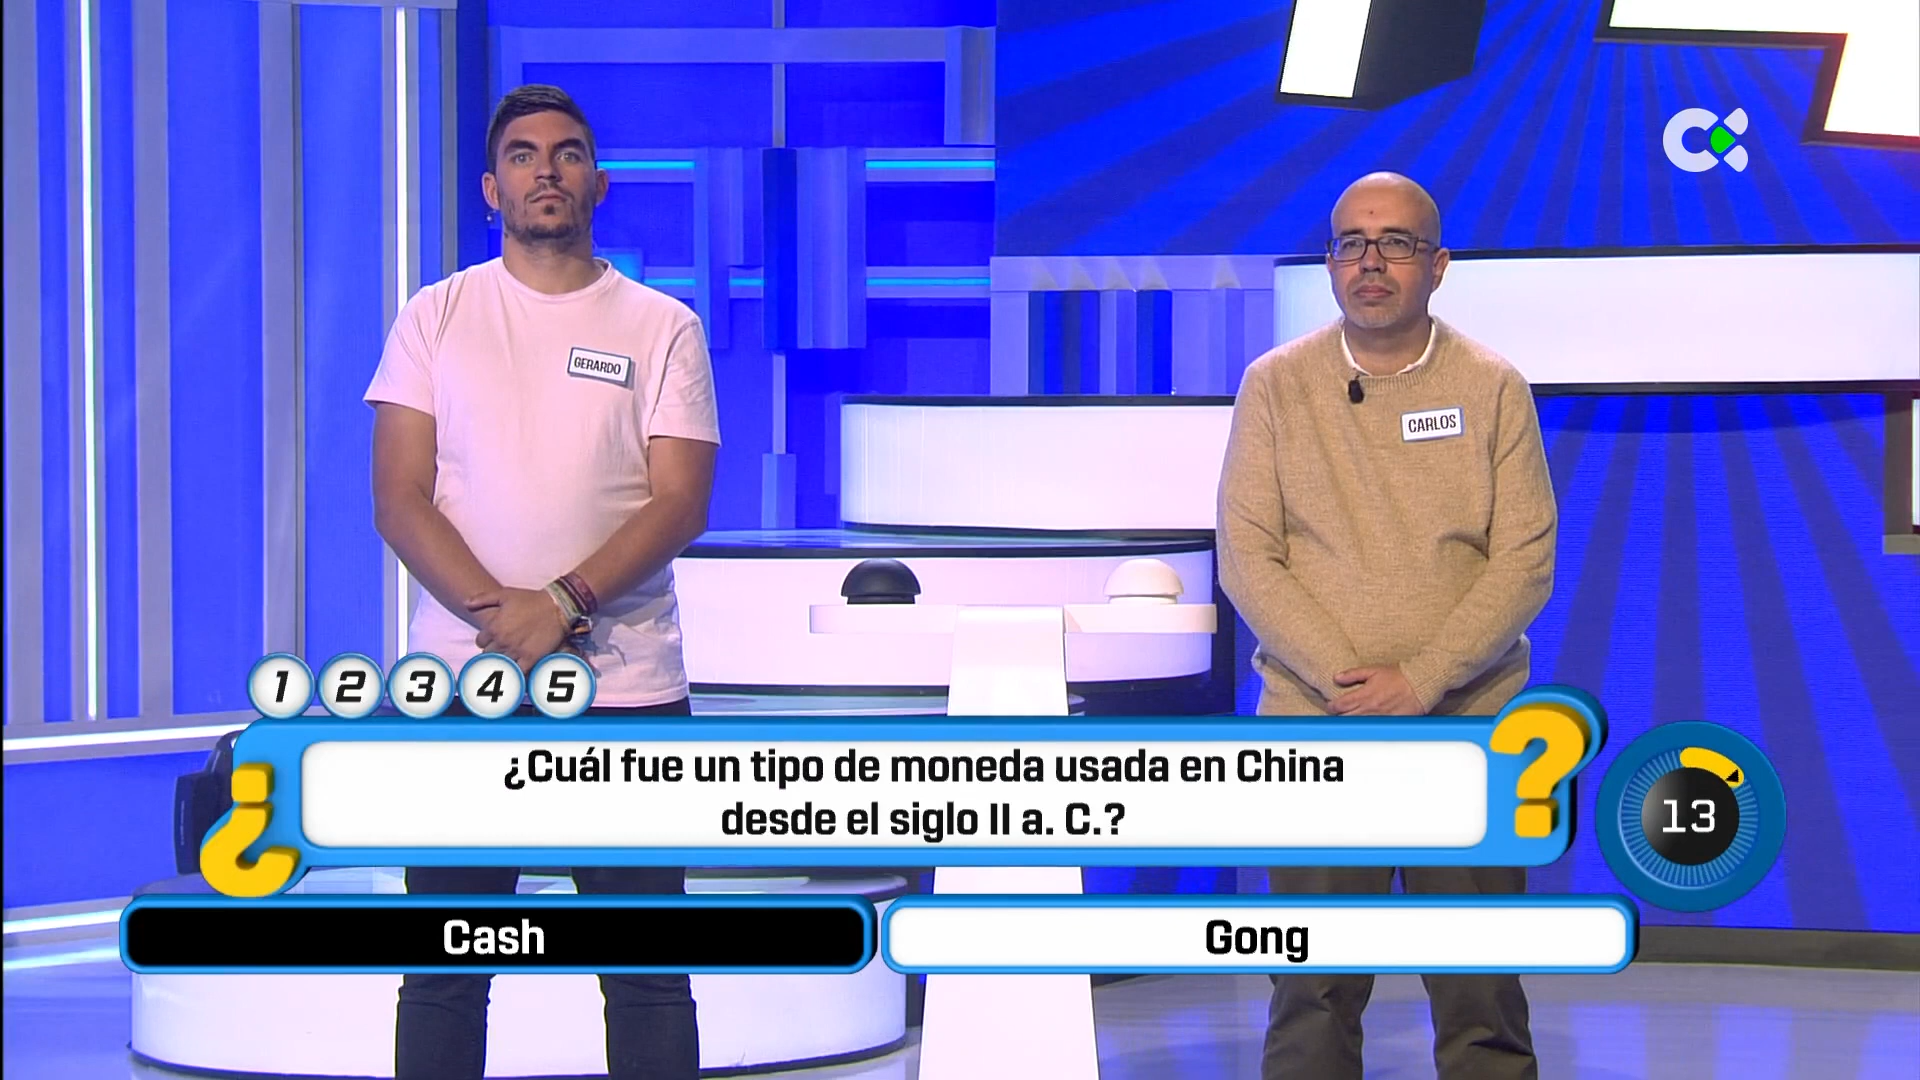 GERARDO
CARLOS
1 2 3 4 5
¿Cuál fue un tipo de moneda usada en China
desde el siglo II a. C.?
13
Cash
Gong